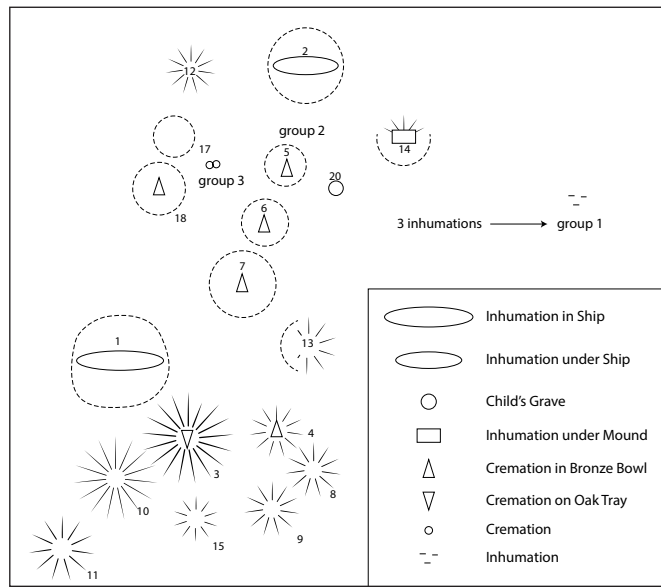 2
12
group 2
14
17
5
20
group 3
18
6
3 inhumations
group 1
7
1
13
4
3
8
10
15
9
11
Inhumation in Ship
Inhumation under Ship
Child's Grave
Inhumation under Mound
Cremation in Bronze Bowl
Cremation on Oak Tray
Cremation
Inhumation